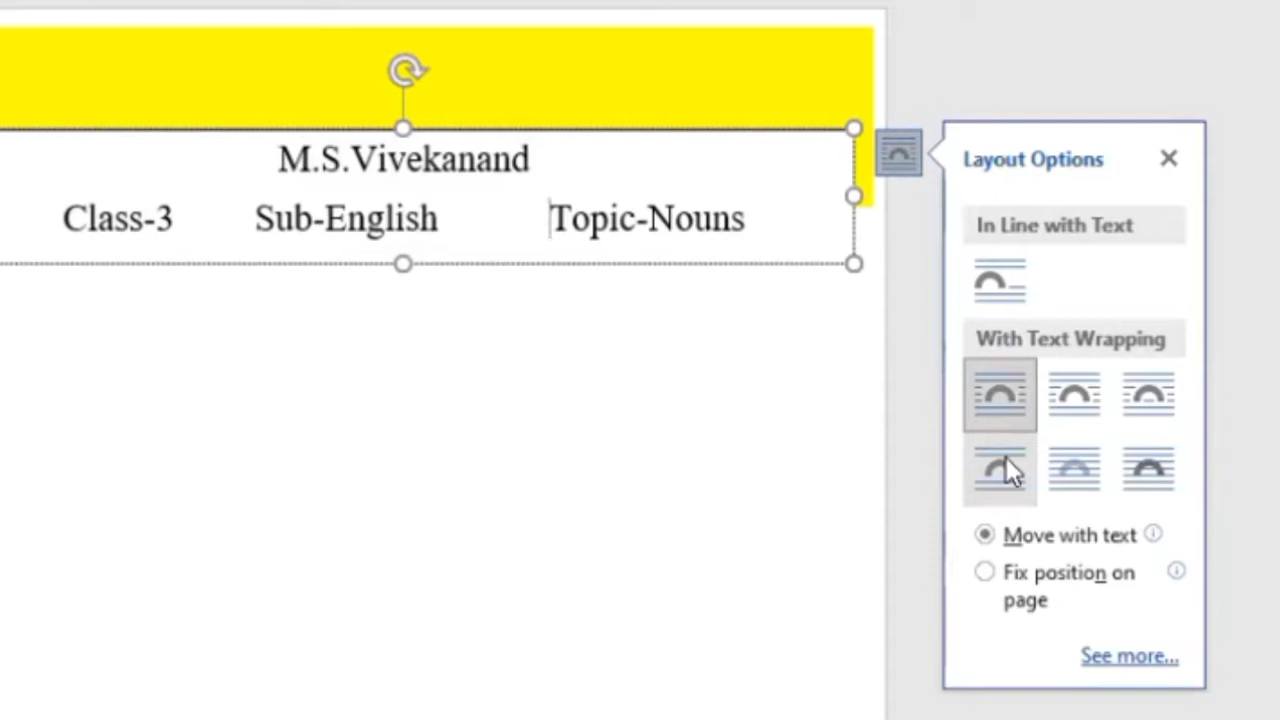 M.S.Vivekanand
Class-3 Sub-English Topic-Nouns
Layout Options
In Line with Text
With Text Wrapping
Move with text
Fix position on
page
See more...